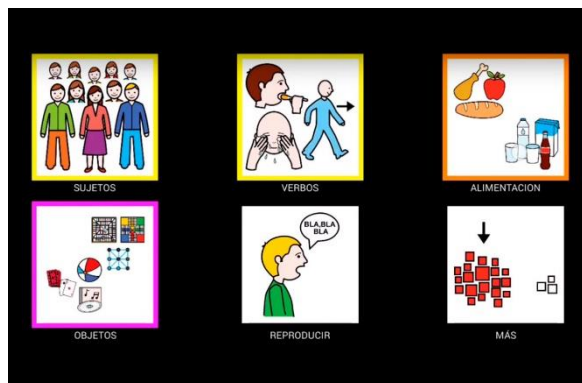 SUJETOS
VERBOS
ALIMENTACION
BLA,BLA
BLA
OBJETOS
REPRODUCIR
MÁS